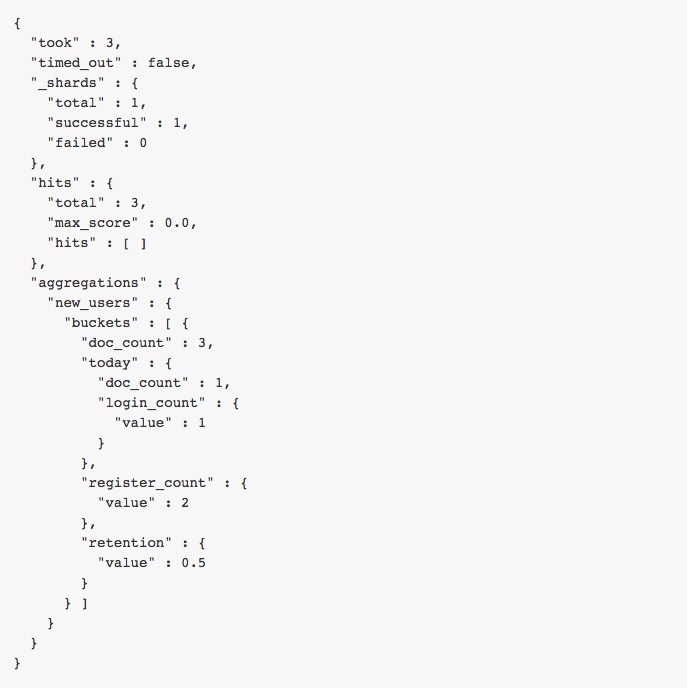 {
  "took" : 3,
  "timed_out" : false,
  "_shards" : {
    "total" : 1,
    "successful" : 1,
    "failed" : 0
  },
  "hits" : {
    "total" : 3,
    "max_score" : 0.0,
    "hits" : [ ]
  },
  "aggregations" : {
    "new_users" : {
      "buckets" : [ {
        "doc_count" : 3,
        "today" : {
          "doc_count" : 1,
          "login_count" : {
            "value" : 1
          }
        },
        "register_count" : {
          "value" : 2
        },
        "retention" : {
          "value" : 0.5
        }
      } ]
    }
  }
}